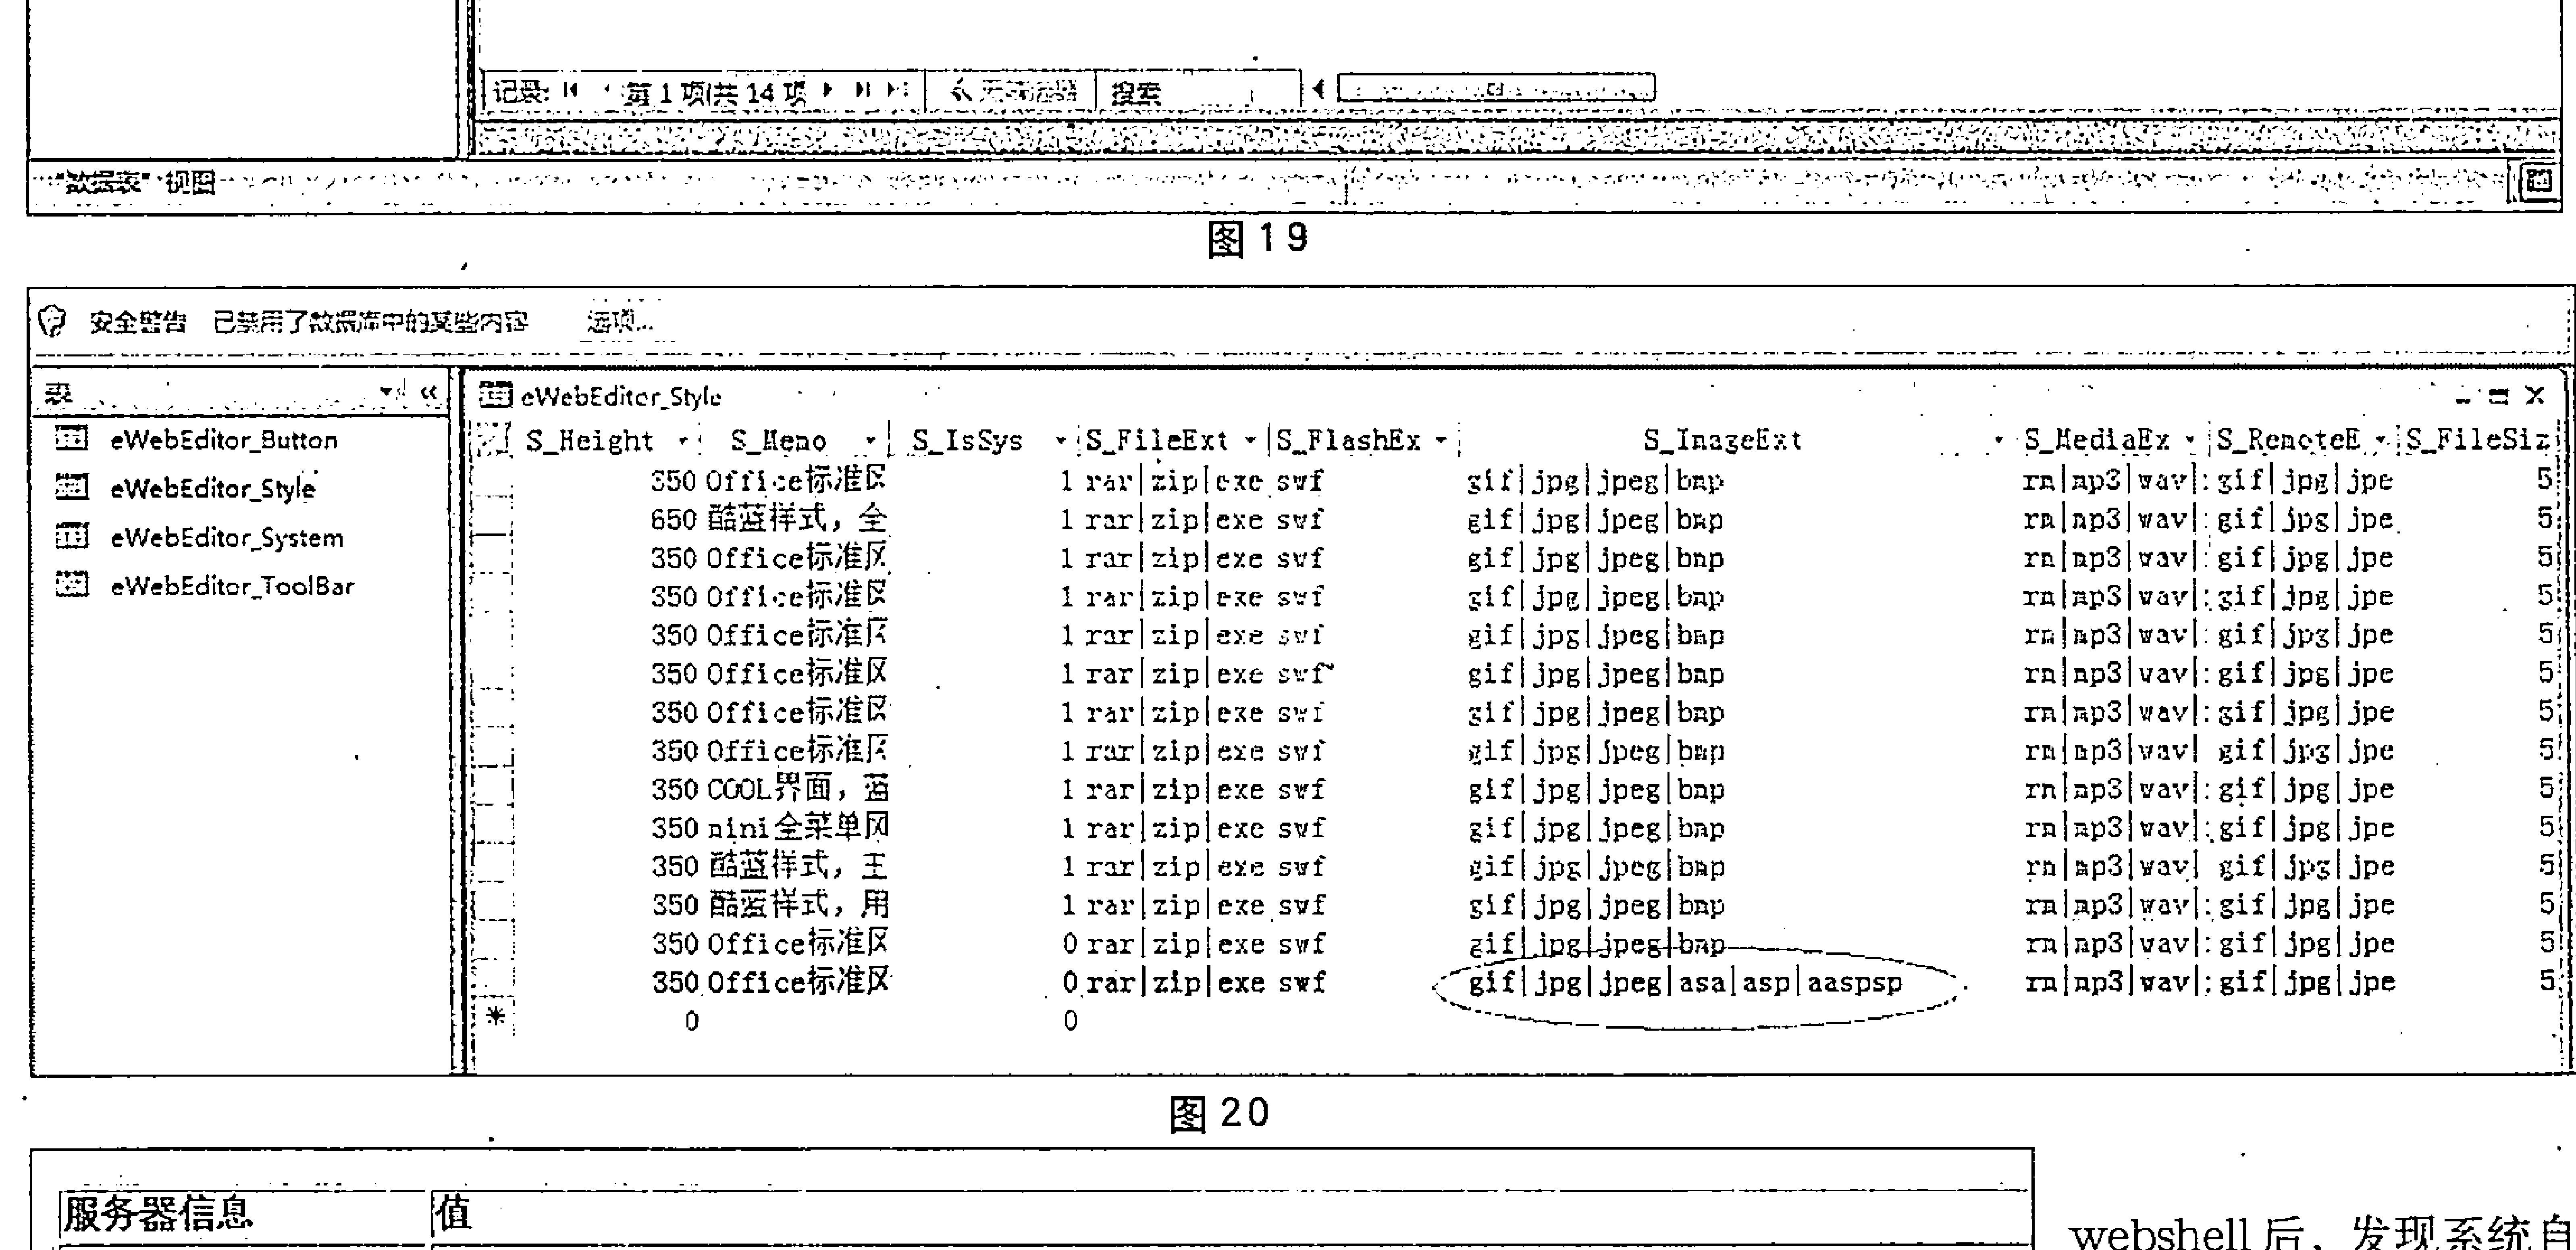 记录: 第 1 项(共 14 项 搜索
"数据表" 视图
图 19
安全警告 已禁用了数据库中的某些内容 选项...
表 «
eWebEditor_Style
eWebEditor_Button
eWebEditor_Style
eWebEditor_System
eWebEditor_ToolBar
S_Height S_Memo S_IsSys S_FileExt S_FlashEx S_ImageExt S_MediaEx S_RemoteE S_FileSiz
350 Office标准风 1 rar|zip|exe swf gif|jpg|jpeg|bmp rm|mp3|wav|: gif|jpg|jpe 5
650 酷蓝样式，全 1 rar|zip|exe swf gif|jpg|jpeg|bmp rm|mp3|wav|: gif|jpg|jpe 5
350 Office标准风 1 rar|zip|exe swf gif|jpg|jpeg|bmp rm|mp3|wav|: gif|jpg|jpe 5
350 Office标准风 1 rar|zip|exe swf gif|jpg|jpeg|bmp rm|mp3|wav|: gif|jpg|jpe 5
350 Office标准风 1 rar|zip|exe swf gif|jpg|jpeg|bmp rm|mp3|wav|: gif|jpg|jpe 5
350 Office标准风 1 rar|zip|exe swf gif|jpg|jpeg|bmp rm|mp3|wav|: gif|jpg|jpe 5
350 Office标准风 1 rar|zip|exe swf gif|jpg|jpeg|bmp rm|mp3|wav|: gif|jpg|jpe 5
350 Office标准风 1 rar|zip|exe swf gif|jpg|jpeg|bmp rm|mp3|wav| gif|jpg|jpe 5
350 COOL界面，蓝 1 rar|zip|exe swf gif|jpg|jpeg|bmp rm|mp3|wav|: gif|jpg|jpe 5
350 mini全菜单风 1 rar|zip|exe swf gif|jpg|jpeg|bmp rm|mp3|wav|: gif|jpg|jpe 5
350 酷蓝样式，主 1 rar|zip|exe swf gif|jpg|jpeg|bmp rm|mp3|wav| gif|jpg|jpe 5
350 酷蓝样式，用 1 rar|zip|exe swf gif|jpg|jpeg|bmp rm|mp3|wav|: gif|jpg|jpe 5
350 Office标准风 0 rar|zip|exe swf gif|jpg|jpeg|bmp rm|mp3|wav|: gif|jpg|jpe 5
350 Office标准风 0 rar|zip|exe swf gif|jpg|jpeg|asa|asp|aaspsp rm|mp3|wav|: gif|jpg|jpe 5
* 0 0
图 20
服务器信息 值
webshell 后，发现系统自